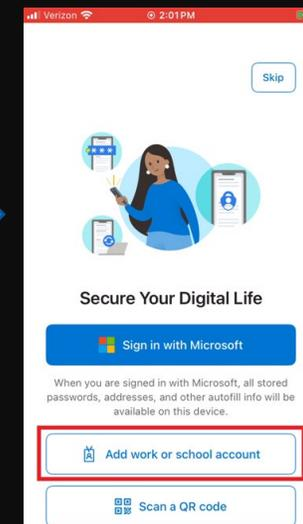 Verizon 2:01 PM
Skip
Secure Your Digital Life
Sign in with Microsoft
When you are signed in with Microsoft, all stored
passwords, addresses, and other autofill info will be
available on this device.
Add work or school account
Scan a QR code